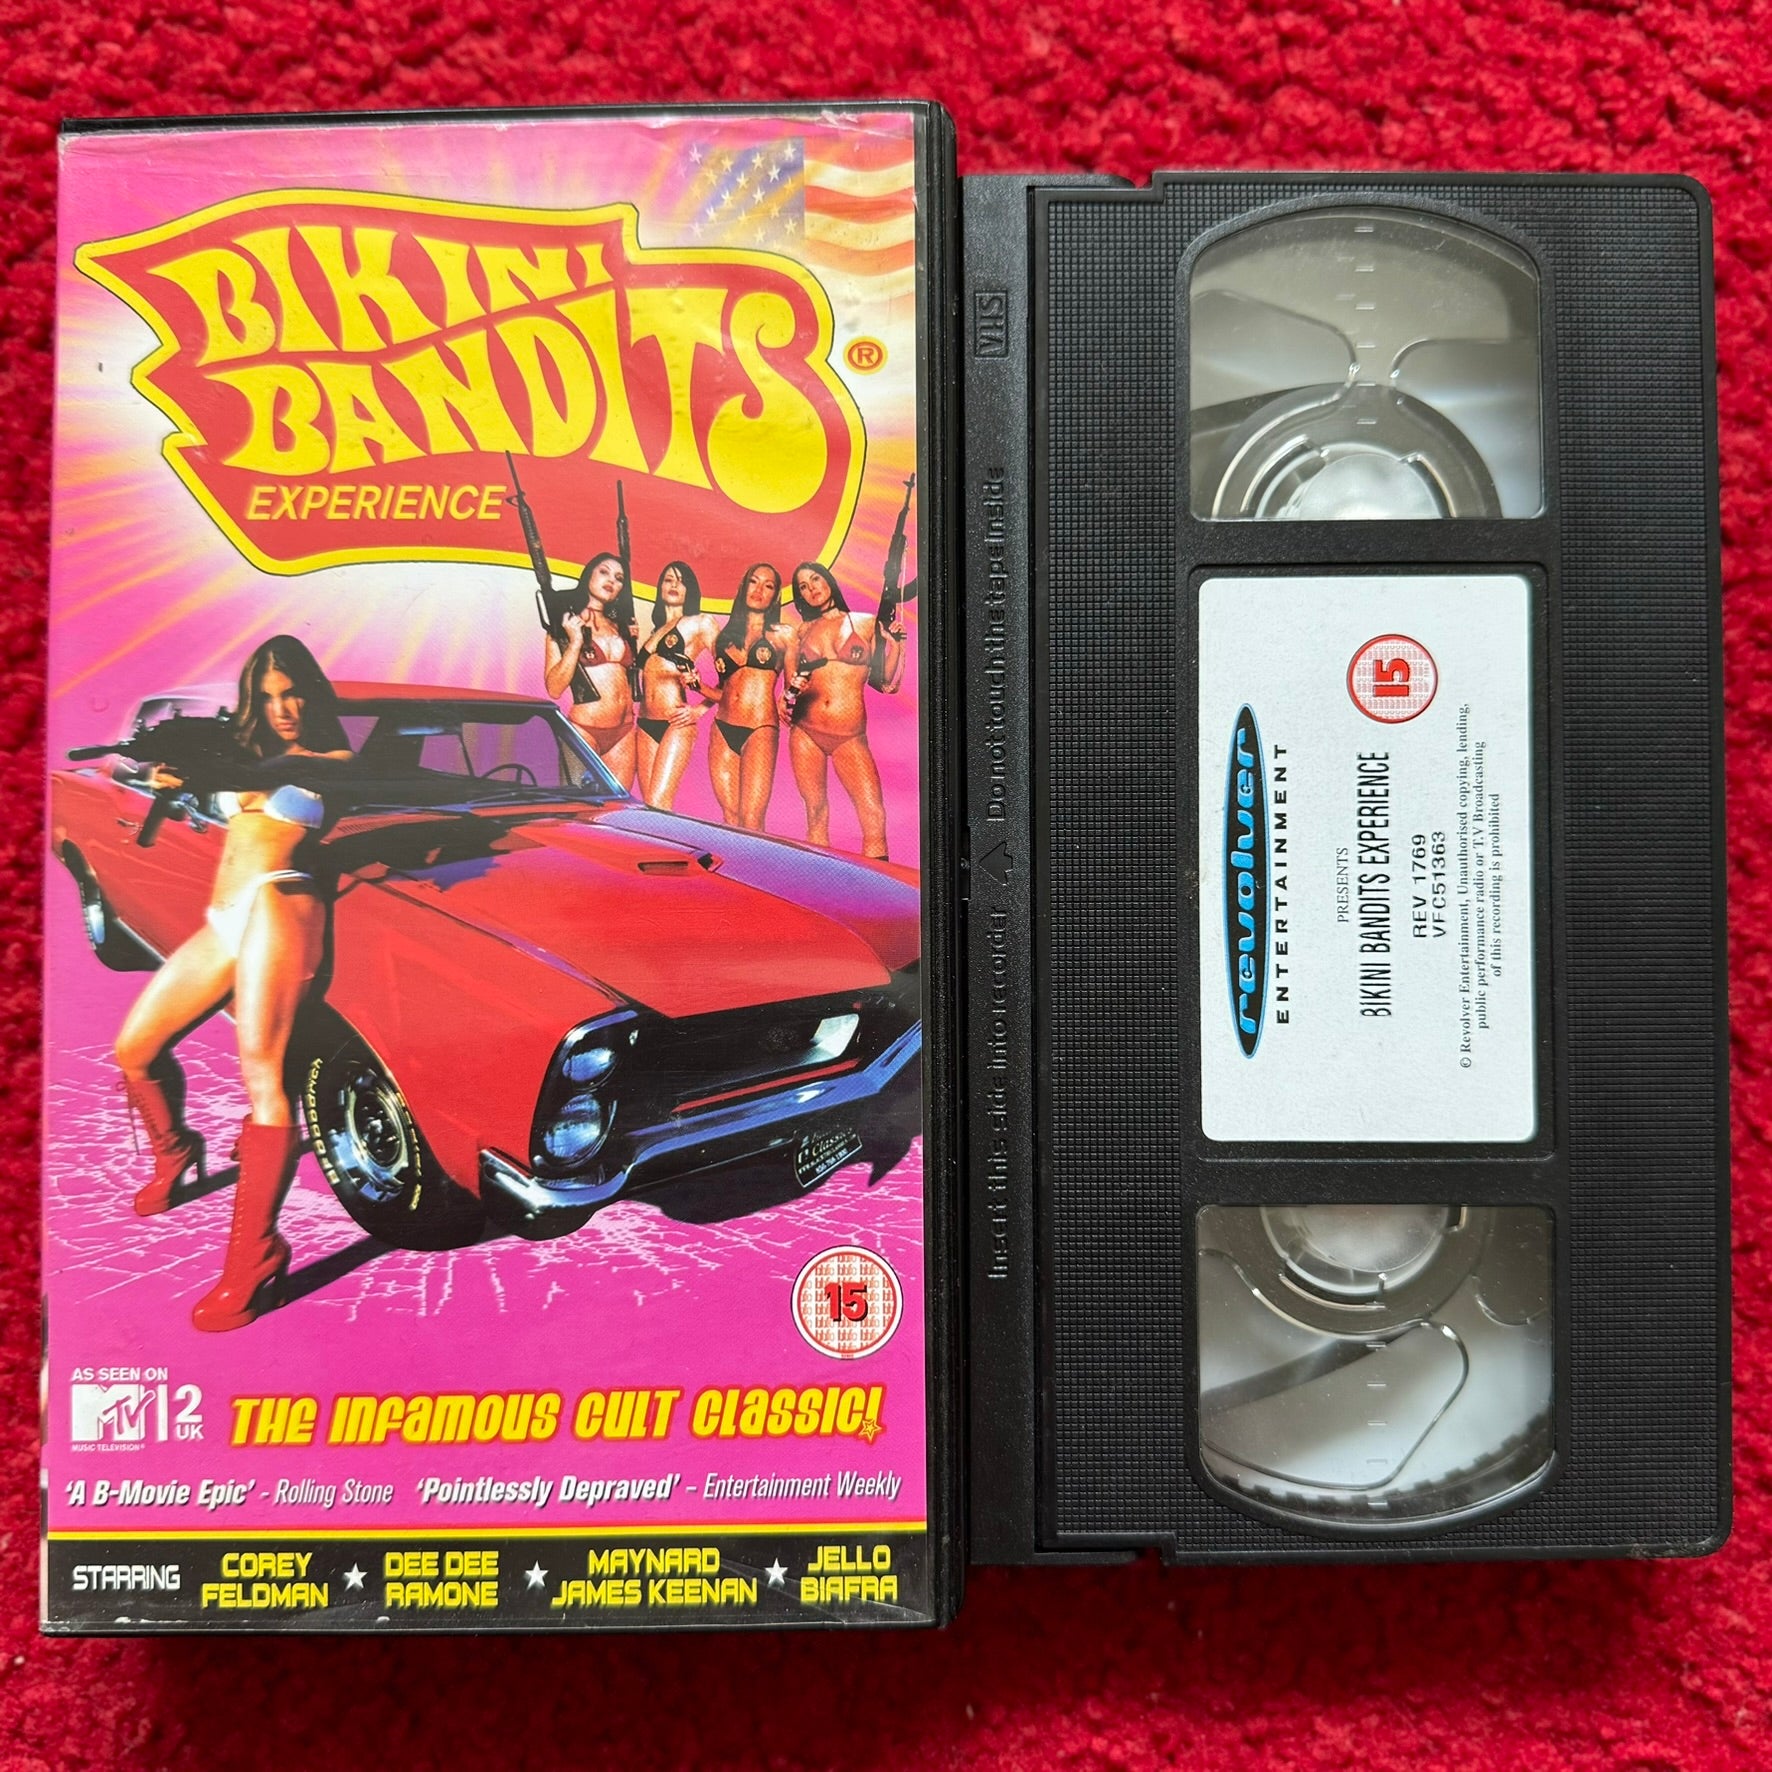 BIKINI
BANDITS
®
EXPERIENCE
15
AS SEEN ON
MTV 2
UK
MUSIC TELEVISION®
THE INFAMOUS CULT CLASSIC!
'A B-Movie Epic' - Rolling Stone 'Pointlessly Depraved' – Entertainment Weekly
STARRING
COREY
FELDMAN
DEE DEE
RAMONE
MAYNARD
JAMES KEENAN
JELLO
BIAFRA
VHS
Insert this side into recorder Do not touch the tape inside
revolver
ENTERTAINMENT
15
PRESENTS
BIKINI BANDITS EXPERIENCE
REV 1769
VFC51363
© Revolver Entertainment, Unauthorised copying, lending,
public performance radio or T.V Broadcasting
of this recording is prohibited